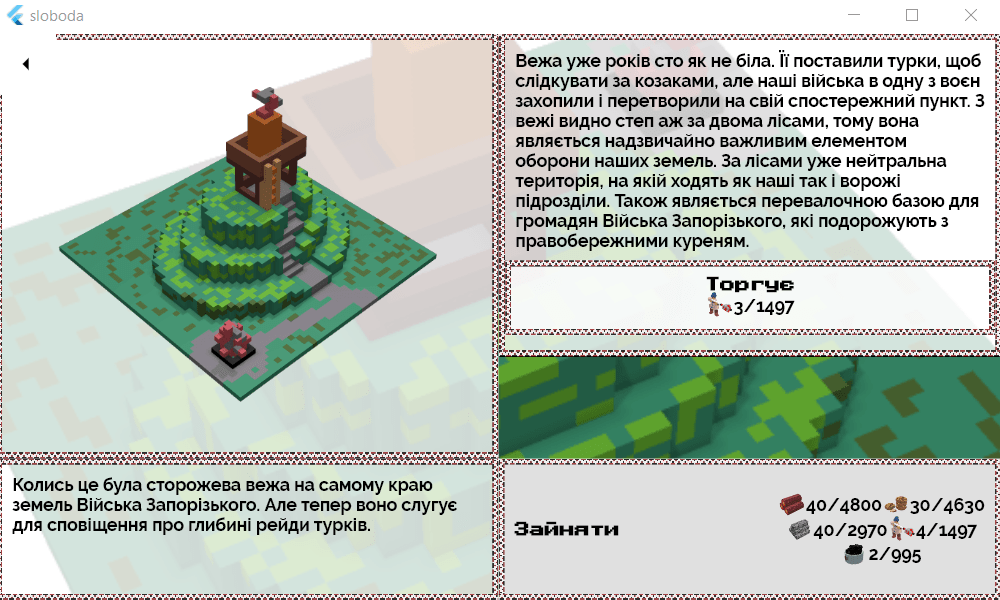 sloboda
Вежа уже років сто як не біла. Її поставили турки, щоб
слідкувати за козаками, але наші війська в одну з воєн
захопили і перетворили на свій спостережний пункт. З
вежі видно степ аж за двома лісами, тому вона
являється надзвичайно важливим елементом
оборони наших земель. За лісами уже нейтральна
територія, на якій ходять як наші так і ворожі
підрозділи. Також являється перевалочною базою для
громадян Війська Запорізького, які подорожують з
правобережними куреням.
Торгує
3/1497
Колись це була сторожева вежа на самому краю
земель Війська Запорізького. Але тепер воно слугує
для сповіщення про глибині рейди турків.
Зайняти
40/4800 30/4630
40/2970 4/1497
2/995